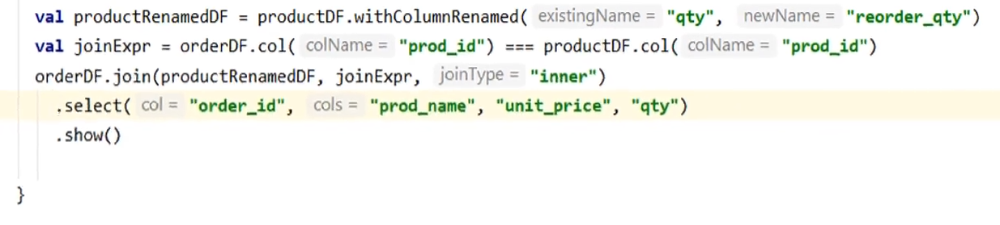 val productRenamedDF = productDF.withColumnRenamed( existingName = "qty", newName = "reorder_qty")
val joinExpr = orderDF.col( colName = "prod_id") === productDF.col( colName = "prod_id")
orderDF.join(productRenamedDF, joinExpr, joinType = "inner")
.select( col = "order_id", cols = "prod_name", "unit_price", "qty")
.show()
}